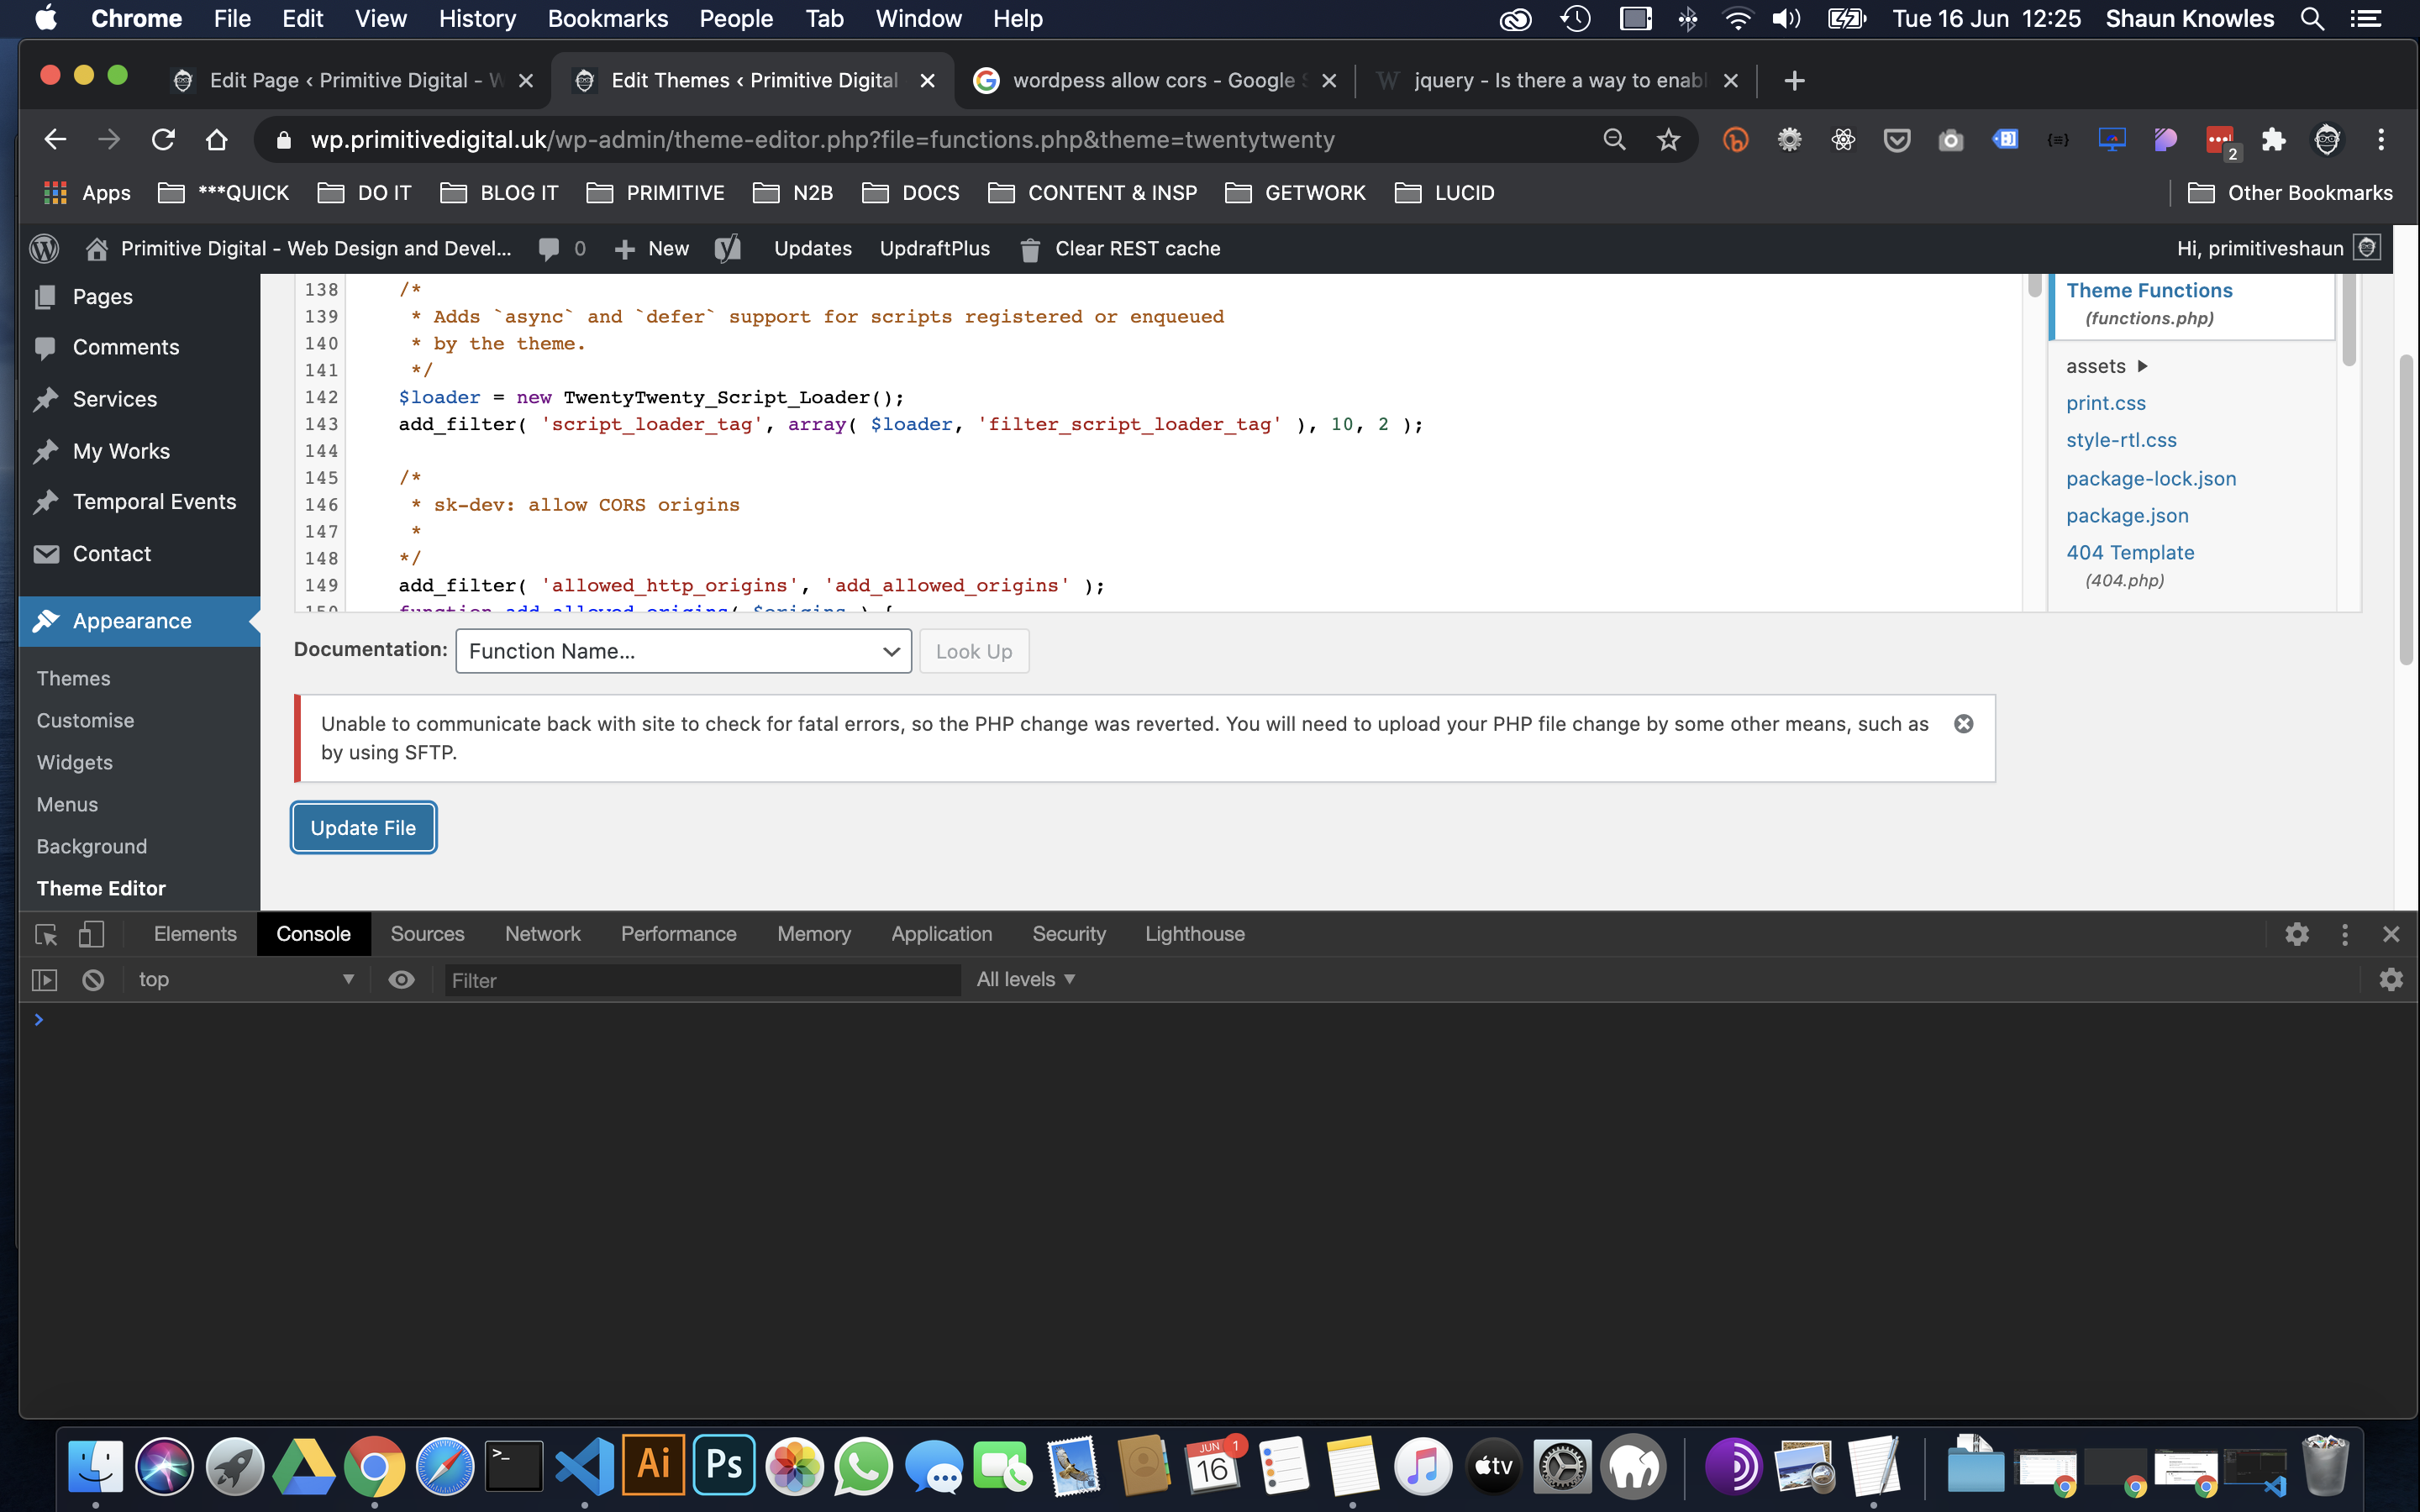 Chrome File Edit View History Bookmarks People Tab Window Help Tue 16 Jun 12:25 Shaun Knowles
Edit Page ‹ Primitive Digital - W Edit Themes ‹ Primitive Digital wordpess allow cors - Google S jquery - Is there a way to enabl
wp.primitivedigital.uk/wp-admin/theme-editor.php?file=functions.php&theme=twentytwenty 2
Apps ***QUICK DO IT BLOG IT PRIMITIVE N2B DOCS CONTENT & INSP GETWORK LUCID Other Bookmarks
Primitive Digital - Web Design and Devel... 0 New Updates UpdraftPlus Clear REST cache Hi, primitiveshaun
Pages
Comments
Services
My Works
Temporal Events
Contact
Appearance
Themes
Customise
Widgets
Menus
Background
Theme Editor
138 /*
139 * Adds `async` and `defer` support for scripts registered or enqueued
140 * by the theme.
141 */
142 $loader = new TwentyTwenty_Script_Loader();
143 add_filter( 'script_loader_tag', array( $loader, 'filter_script_loader_tag' ), 10, 2 );
144
145 /*
146 * sk-dev: allow CORS origins
147 *
148 */
149 add_filter( 'allowed_http_origins', 'add_allowed_origins' );
150 function add_allowed_origins( $origins ) {
Theme Functions
(functions.php)
assets
print.css
style-rtl.css
package-lock.json
package.json
404 Template
(404.php)
Documentation: Function Name... Look Up
Unable to communicate back with site to check for fatal errors, so the PHP change was reverted. You will need to upload your PHP file change by some other means, such as
by using SFTP.
Update File
Elements Console Sources Network Performance Memory Application Security Lighthouse
top Filter All levels
>
Ai Ps JUN 16 1 tv